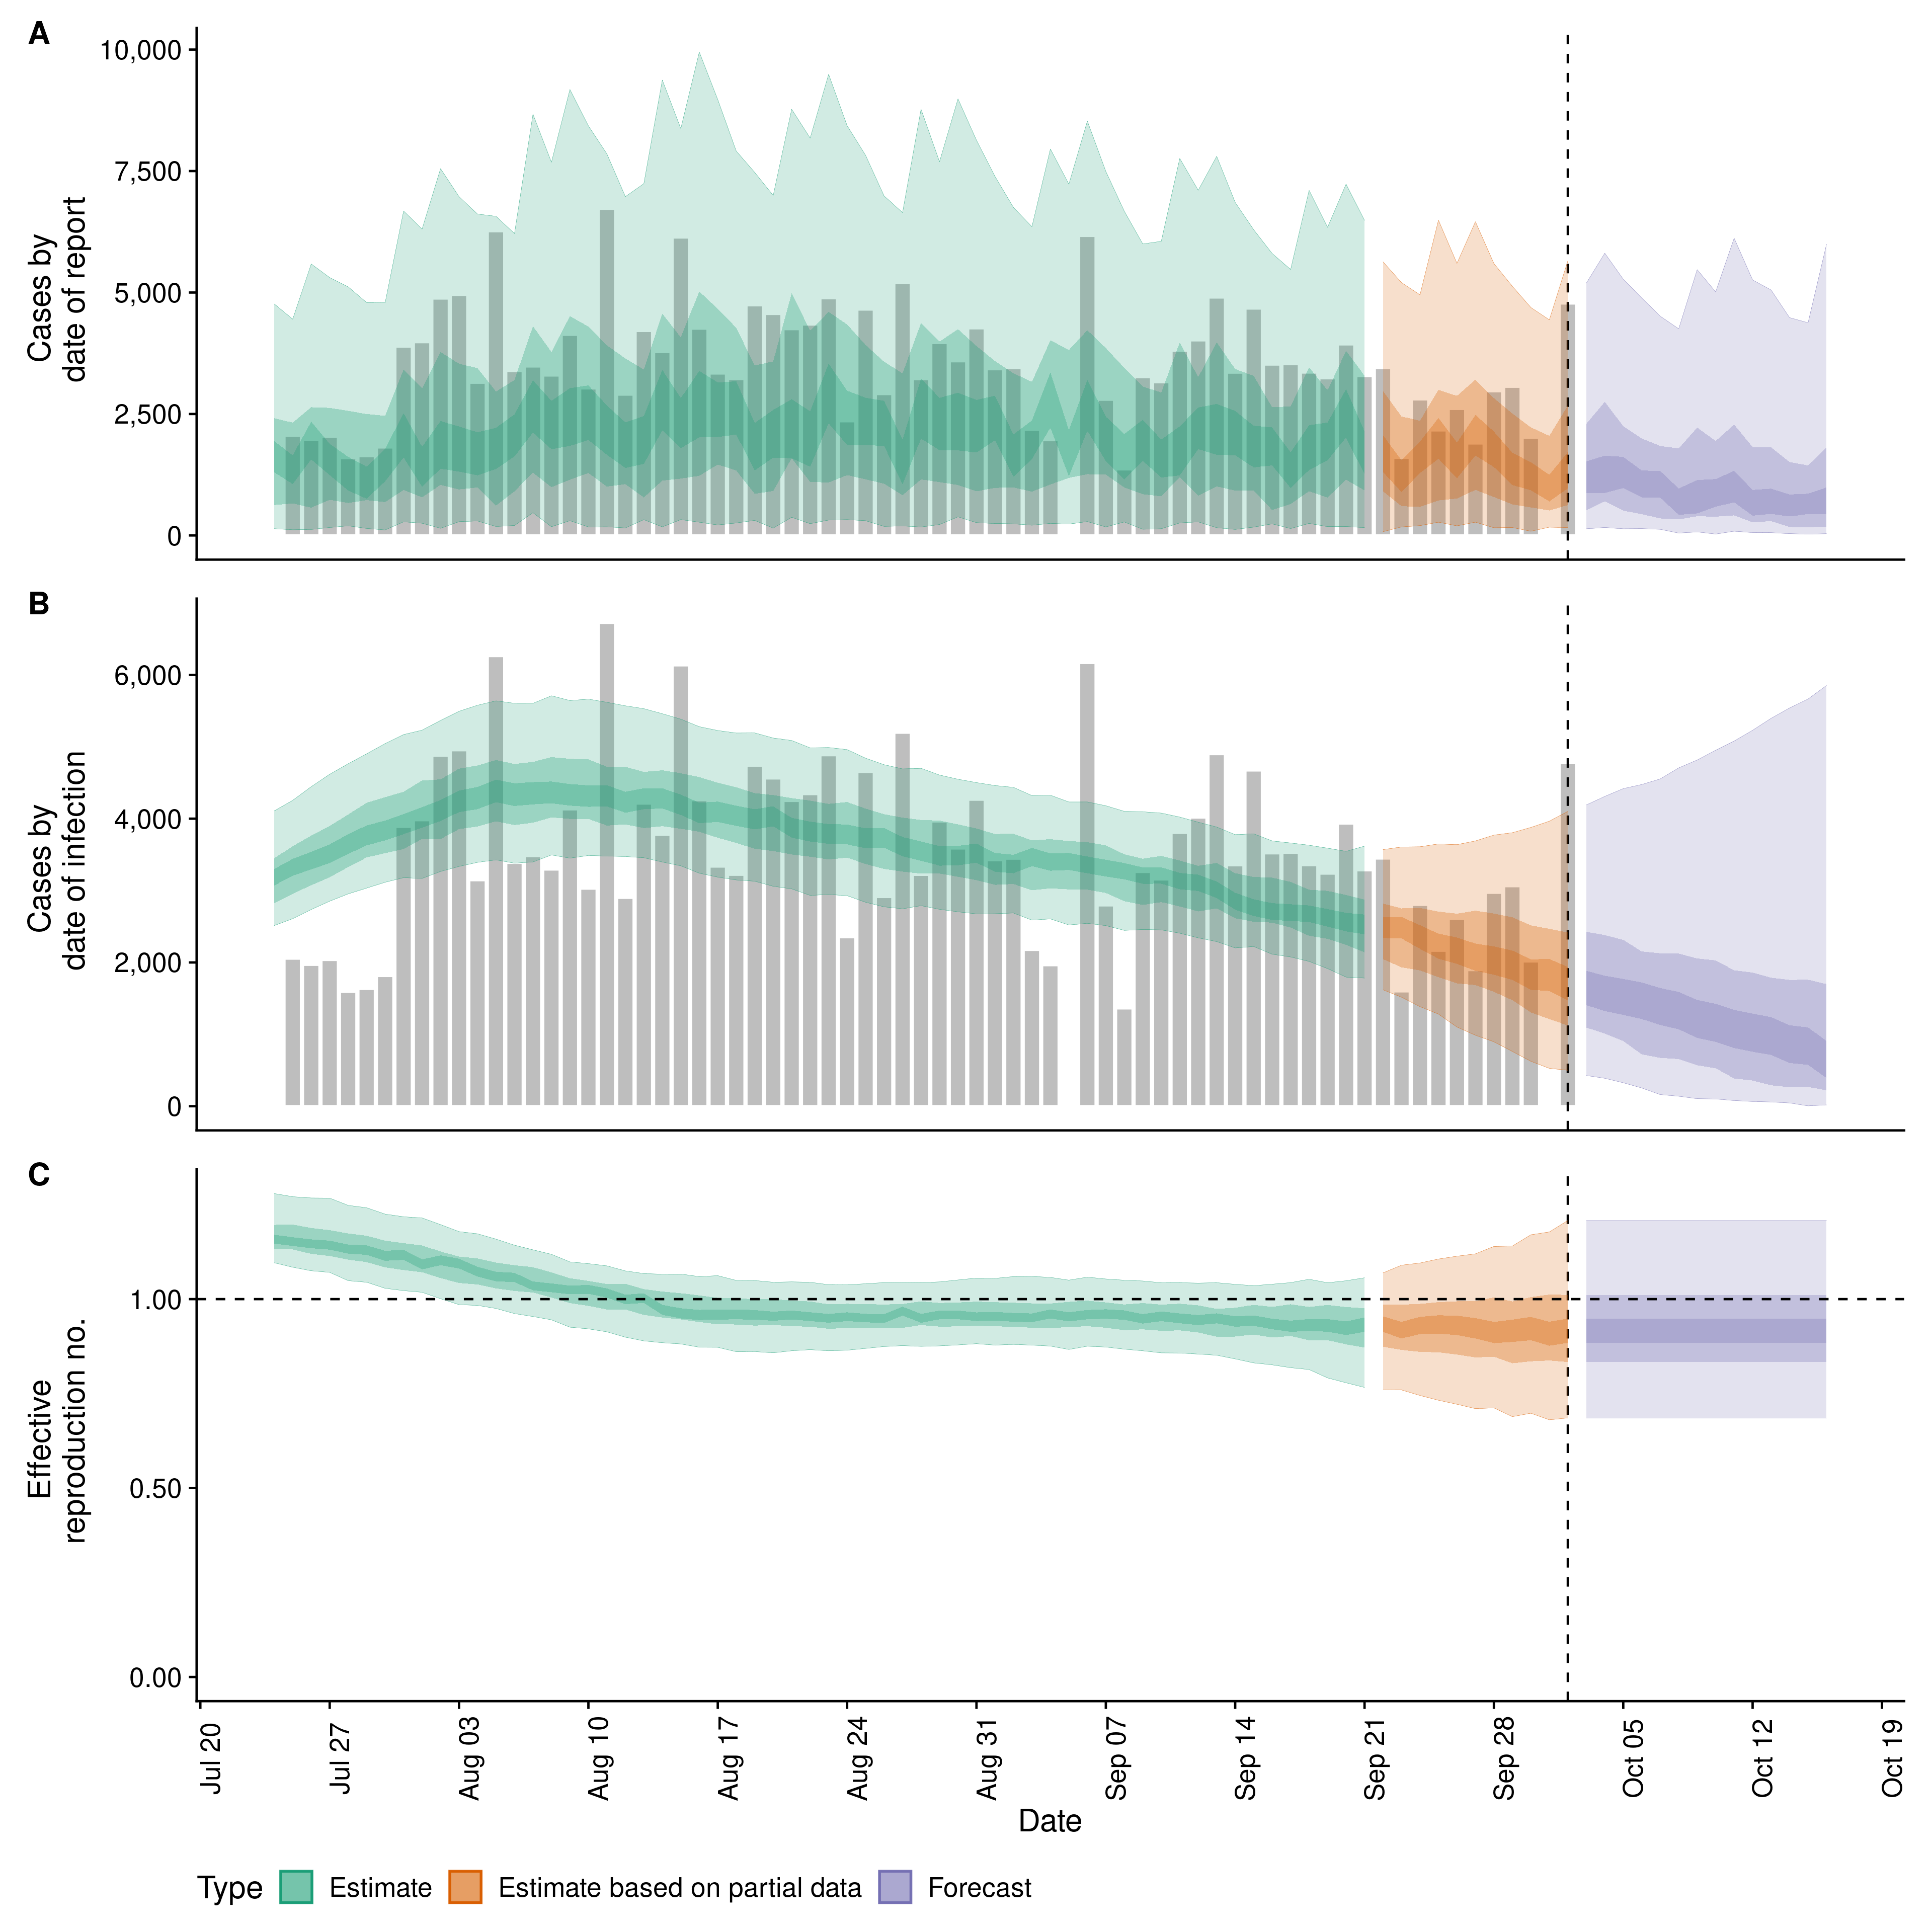 A
Cases by
date of report
10,000
7,500
5,000
2,500
0
B
Cases by
date of infection
6,000
4,000
2,000
0
C
Effective
reproduction no.
1.00
0.50
0.00
Jul 20
Jul 27
Aug 03
Aug 10
Aug 17
Aug 24
Aug 31
Sep 07
Sep 14
Sep 21
Sep 28
Oct 05
Oct 12
Oct 19
Date
Type Estimate Estimate based on partial data Forecast